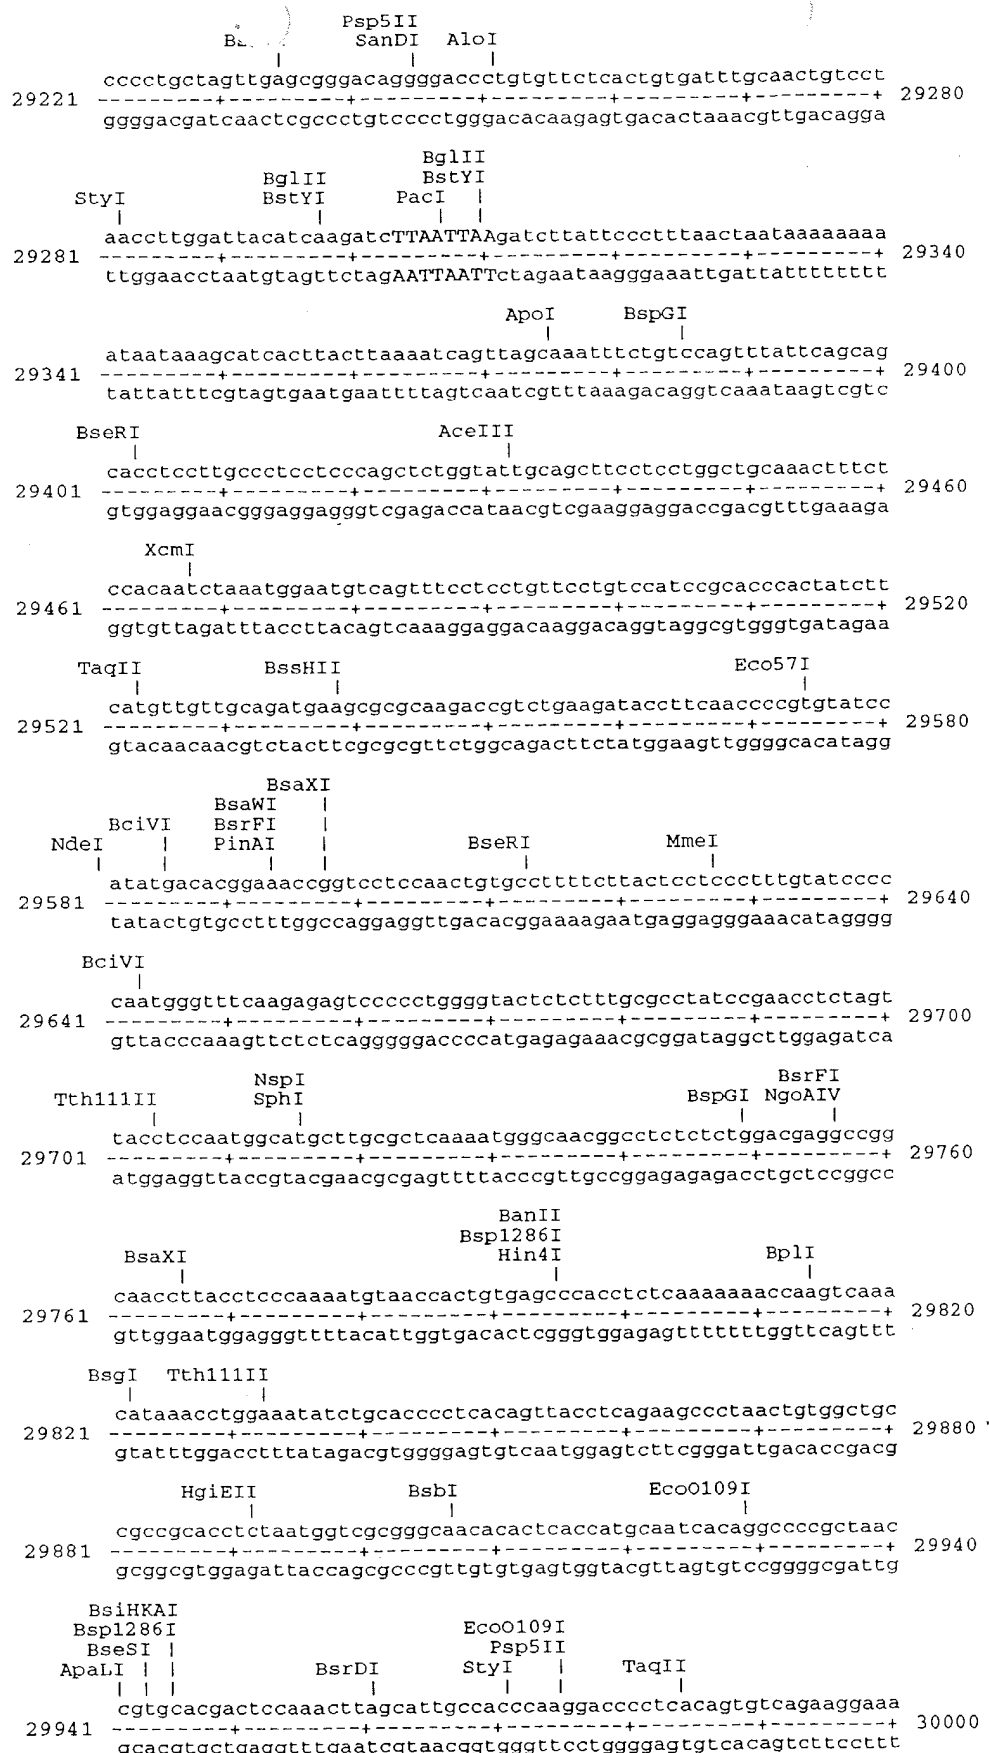 Psp5II
SanDI AloI
cccctgctagttgagcgggacaggggaccctgtgttctcactgtgatttgcaactgtcct
29221 ---------+---------+---------+---------+---------+---------+ 29280
ggggacgatcaactcgccctgtcccctgggacacaagagtgacactaaacgttgacagga
BglII
BglII BstYI
StyI BstYI PacI |
| | | |
aaccttggattacatcaagatcTTAATTAAgatcttattccctttaactaataaaaaaaa
29281 ---------+---------+---------+---------+---------+---------+ 29340
ttggaacctaatgtagttctagAATTAATTctagaataagggaaattgattatttttttt
ApoI BspGI
| |
ataataaagcatcacttacttaaaatcagttagcaaatttctgtccagtttattcagcag
29341 ---------+---------+---------+---------+---------+---------+ 29400
tattatttcgtagtgaatgaattttagtcaatcgtttaaagacaggtcaaataagtcgtc
BseRI AceIII
| |
cacctccttgccctcctcccagctctggtattgcagcttcctcctggctgcaaactttct
29401 ---------+---------+---------+---------+---------+---------+ 29460
gtggaggaacgggaggagggtcgagaccataacgtcgaaggaggaccgacgtttgaaaga
XcmI
|
ccacaatctaaatggaatgtcagtttcctcctgttcctgtccatccgcacccactatctt
29461 ---------+---------+---------+---------+---------+---------+ 29520
ggtgttagatttaccttacagtcaaaggaggacaaggacaggtaggcgtgggtgatagaa
TaqII BssHII Eco57I
| | |
catgttgttgcagatgaagcgcgcaagaccgtctgaagataccttcaaccccgtgtatcc
29521 ---------+---------+---------+---------+---------+---------+ 29580
gtacaacaacgtctacttcgcgcgttctggcagacttctatggaagttggggcacatagg
BsaXI
BsaWI |
BciVI BsrFI |
NdeI | PinAI | BseRI MmeI
| | | | | |
atatgacacggaaaccggtcctccaactgtgccttttcttactcctccctttgtatcccc
29581 ---------+---------+---------+---------+---------+---------+ 29640
tatactgtgcctttggccaggaggttgacacggaaaagaatgaggagggaaacatagggg
BciVI
|
caatgggtttcaagagagtccccctggggtactctctttgcgcctatccgaacctctagt
29641 ---------+---------+---------+---------+---------+---------+ 29700
gttacccaaagttctctcagggggaccccatgagagaaacgcggataggcttggagatca
NspI BsrFI
Tth111II SphI BspGI NgoAIV
| | | |
tacctccaatggcatgcttgcgctcaaaatgggcaacggcctctctctggacgaggccgg
29701 ---------+---------+---------+---------+---------+---------+ 29760
atggaggttaccgtacgaacgcgagttttacccgttgccggagagagacctgctccggcc
BanII
Bsp1286I
BsaXI Hin4I BplI
| | |
caaccttacctcccaaaatgtaaccactgtgagcccacctctcaaaaaaaccaagtcaaa
29761 ---------+---------+---------+---------+---------+---------+ 29820
gttggaatggagggttttacattggtgacactcgggtggagagtttttttggttcagttt
BsgI Tth111II
| |
cataaacctggaaatatctgcacccctcacagttacctcagaagccctaactgtggctgc
29821 ---------+---------+---------+---------+---------+---------+ 29880
gtatttggacctttatagacgtggggagtgtcaatggagtcttcgggattgacaccgacg
HgiEII BsbI EcoO109I
| | |
cgccgcacctctaatggtcgcgggcaacacactcaccatgcaatcacaggccccgctaac
29881 ---------+---------+---------+---------+---------+---------+ 29940
gcggcgtggagattaccagcgcccgttgtgtgagtggtacgttagtgtccggggcgattg
BsiHKAI
Bsp1286I EcoO109I
BseSI | Psp5II
ApaLI | | BsrDI StyI | TaqII
| | | | | | |
cgtgcacgactccaaacttagcattgccacccaaggacccctcacagtgtcagaaggaaa
29941 ---------+---------+---------+---------+---------+---------+ 30000
gcacgtgctgaggtttgaatcgtaacggtgggttcctggggagtgtcacagtcttccttt